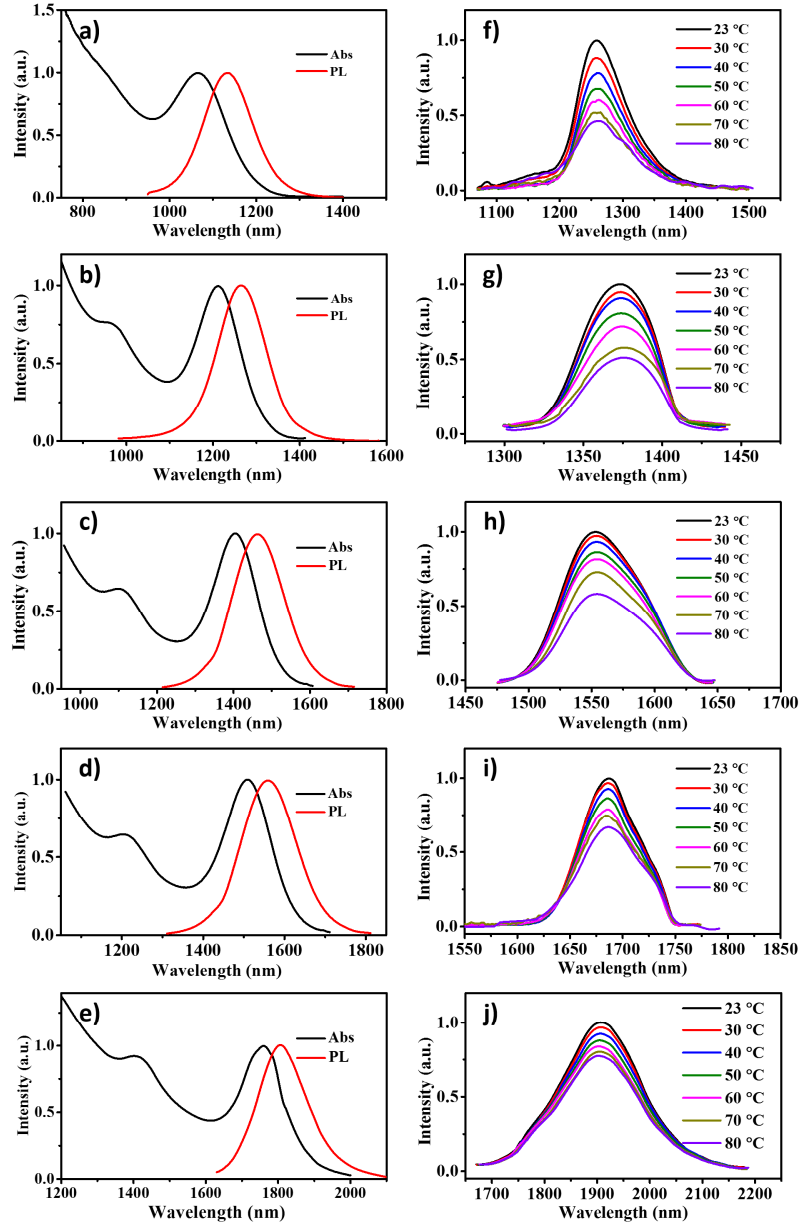 a)
Intensity (a.u.)
1.5
1.0
0.5
0.0
Abs
PL
800 1000 1200 1400
Wavelength (nm)
f)
Intensity (a.u.)
1.0
0.5
0.0
23 °C
30 °C
40 °C
50 °C
60 °C
70 °C
80 °C
1100 1200 1300 1400 1500
Wavelength (nm)
b)
Intensity (a.u.)
1.0
0.5
0.0
Abs
PL
1000 1200 1400 1600
Wavelength (nm)
g)
Intensity (a.u.)
1.0
0.5
0.0
23 °C
30 °C
40 °C
50 °C
60 °C
70 °C
80 °C
1300 1350 1400 1450
Wavelength (nm)
c)
Intensity (a.u.)
1.0
0.5
0.0
Abs
PL
1000 1200 1400 1600 1800
Wavelength (nm)
h)
Intensity (a.u.)
1.0
0.5
0.0
23 °C
30 °C
40 °C
50 °C
60 °C
70 °C
80 °C
1450 1500 1550 1600 1650 1700
Wavelength (nm)
d)
Intensity (a.u.)
1.0
0.5
0.0
Abs
PL
1200 1400 1600 1800
Wavelength (nm)
i)
Intensity (a.u.)
1.0
0.5
0.0
23 °C
30 °C
40 °C
50 °C
60 °C
70 °C
80 °C
1550 1600 1650 1700 1750 1800 1850
Wavelength (nm)
e)
Intensity (a.u.)
1.0
0.5
0.0
Abs
PL
1200 1400 1600 1800 2000
Wavelength (nm)
j)
Intensity (a.u.)
1.0
0.5
0.0
23 °C
30 °C
40 °C
50 °C
60 °C
70 °C
80 °C
1700 1800 1900 2000 2100 2200
Wavelength (nm)